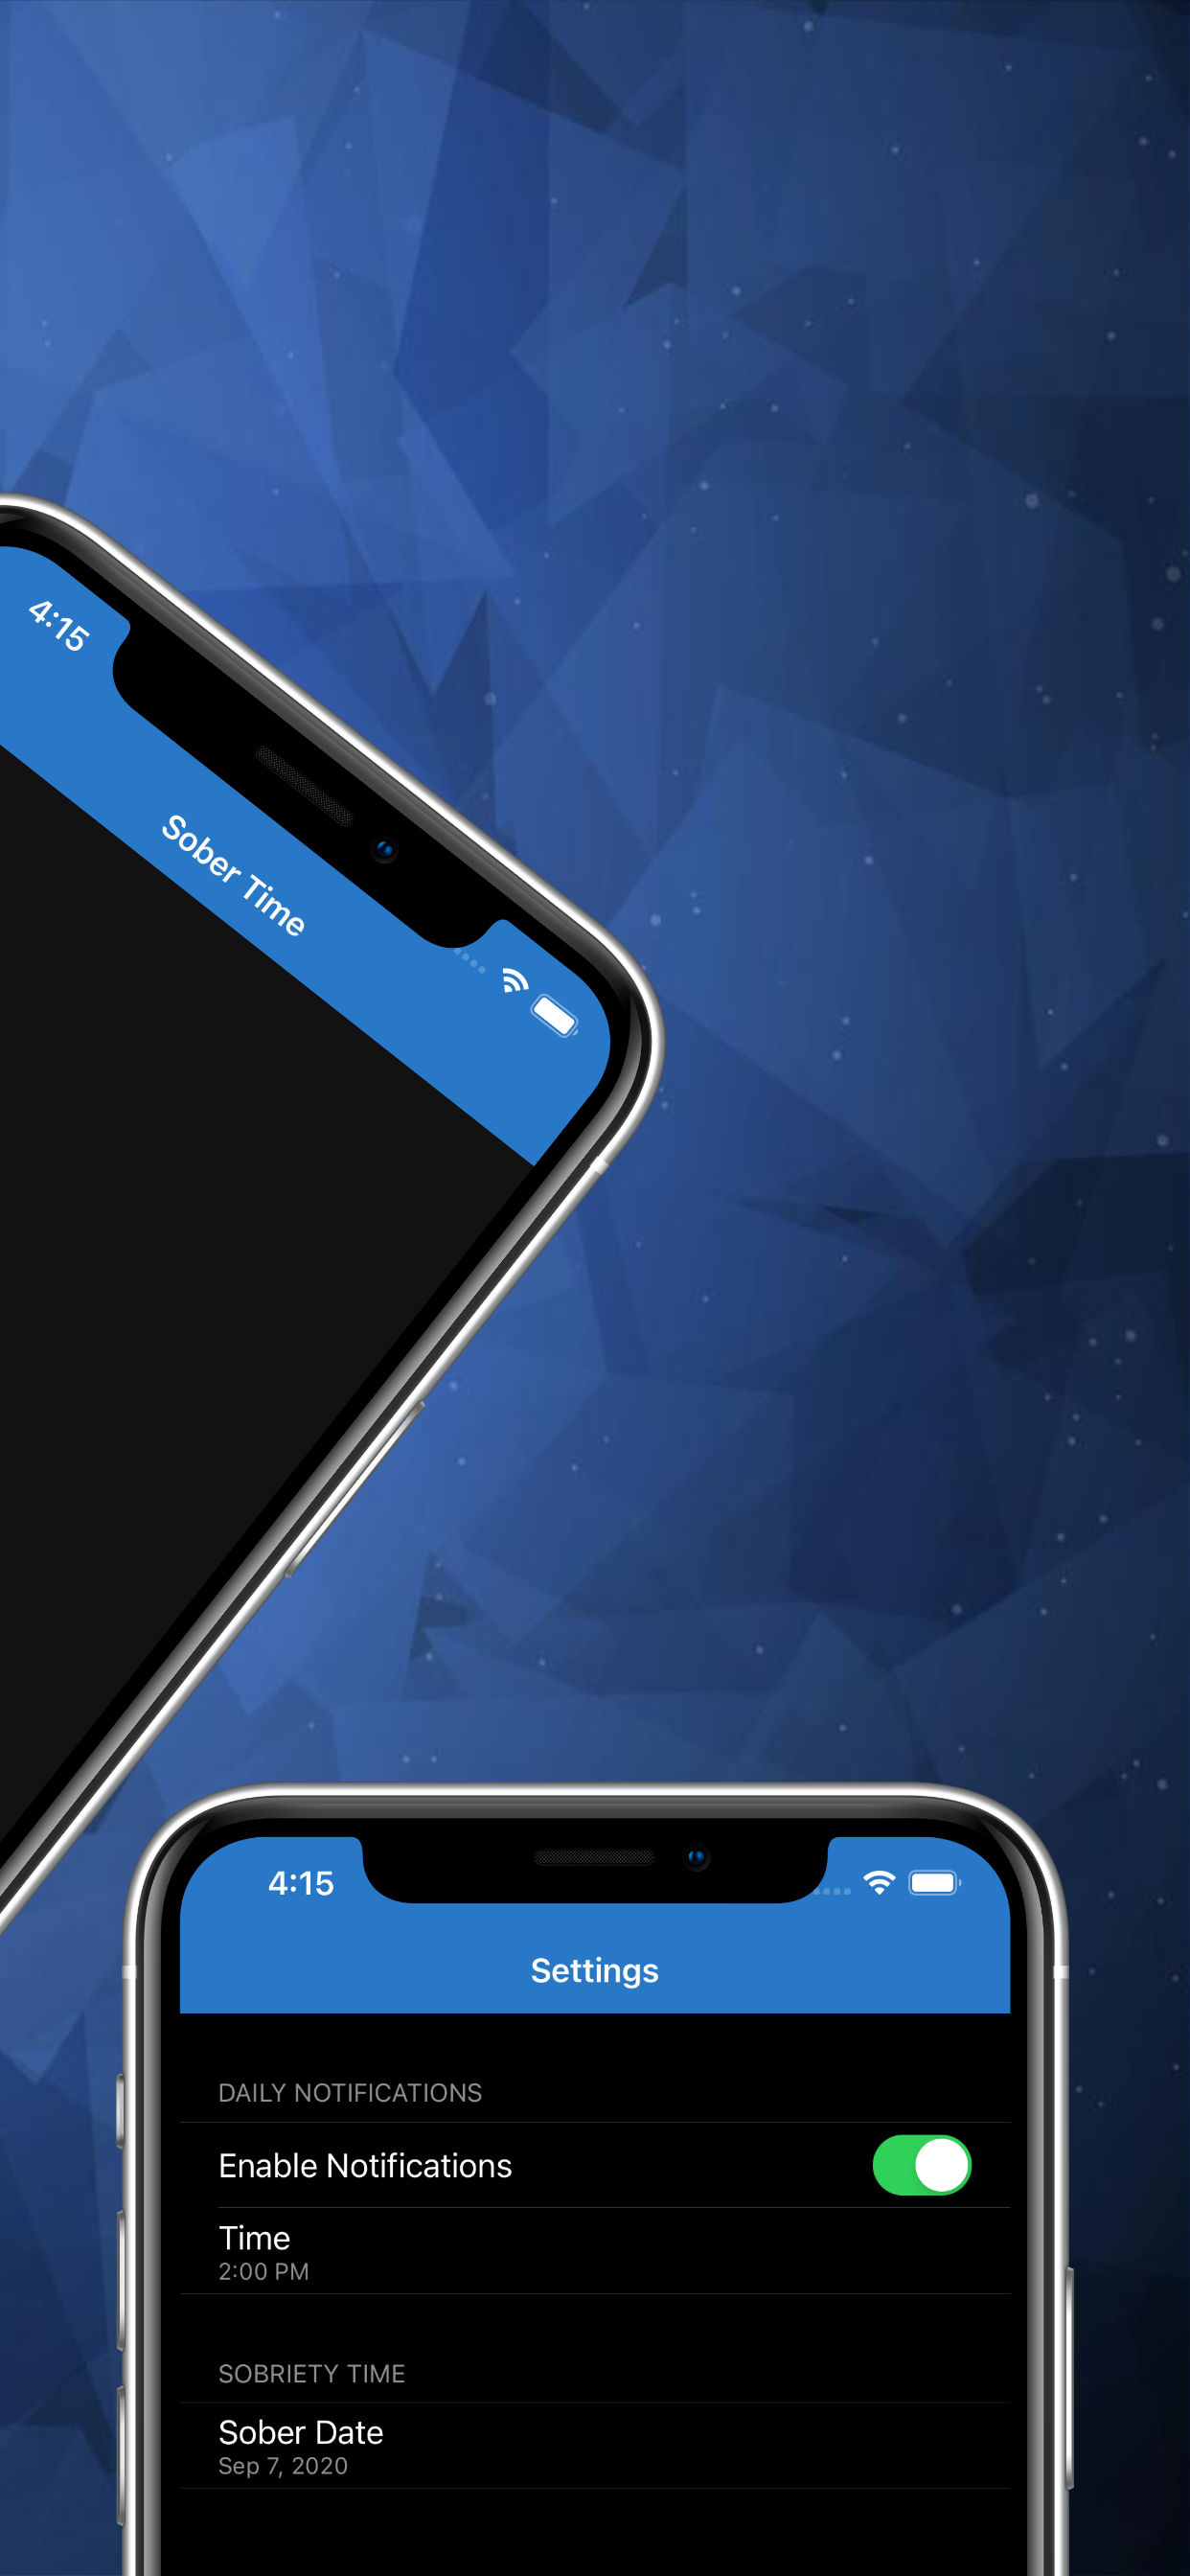 4:15
Sober Time
4:15
Settings
DAILY NOTIFICATIONS
Enable Notifications
Time
2:00 PM
SOBRIETY TIME
Sober Date
Sep 7, 2020